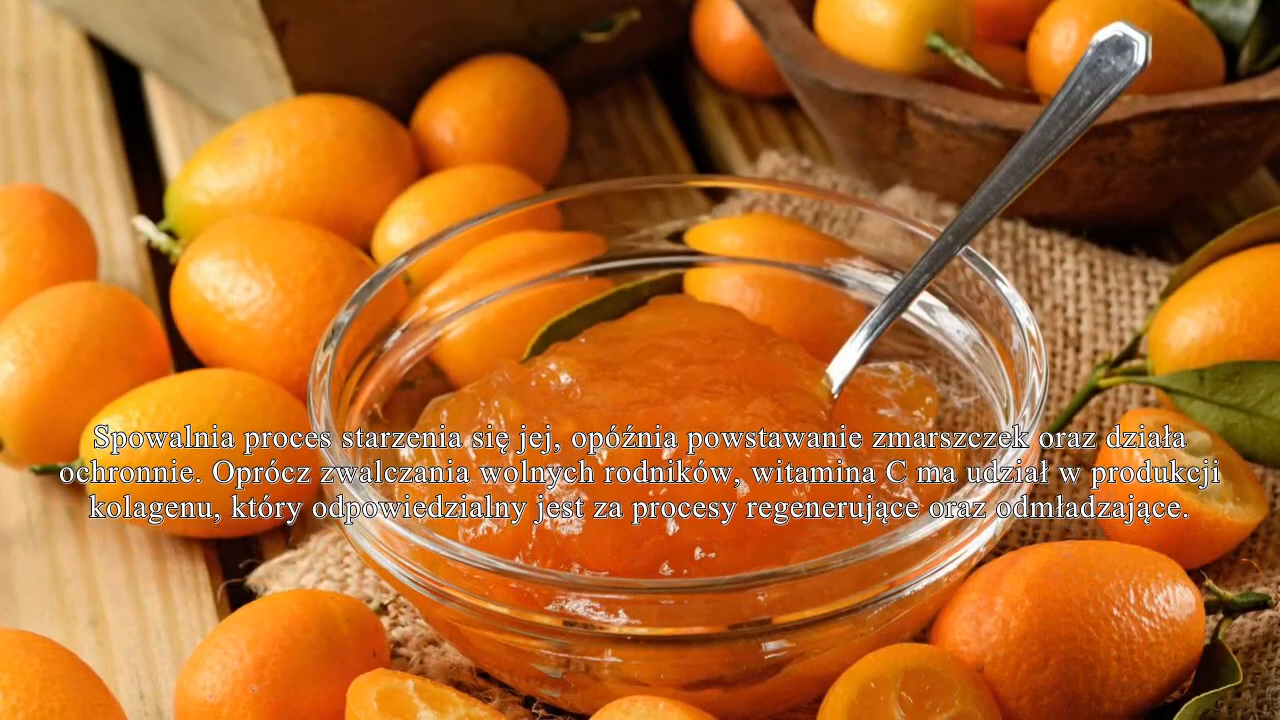 Spowalnia proces starzenia się jej, opóźnia powstawanie zmarszczek oraz działa
ochronnie. Oprócz zwalczania wolnych rodników, witamina C ma udział w produkcji
kolagenu, który odpowiedzialny jest za procesy regenerujące oraz odmładzające.